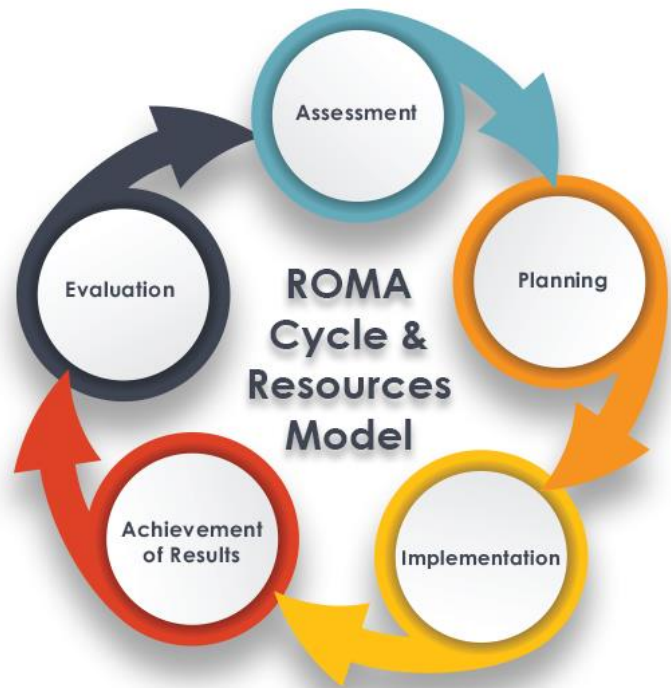 Assessment
Planning
Implementation
Achievement
of Results
Evaluation
ROMA
Cycle &
Resources
Model